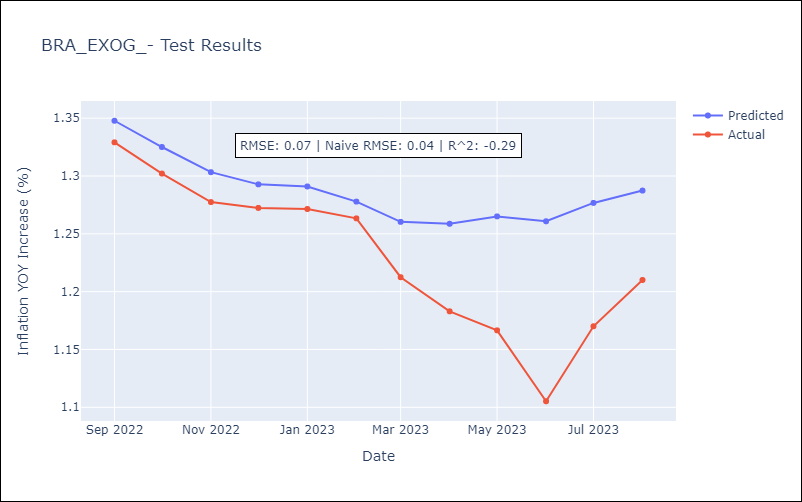 BRA_EXOG_- Test Results
Predicted
Actual
RMSE: 0.07 | Naive RMSE: 0.04 | R^2: -0.29
Inflation YOY Increase (%)
1.35
1.3
1.25
1.2
1.15
1.1
Sep 2022
Nov 2022
Jan 2023
Mar 2023
May 2023
Jul 2023
Date